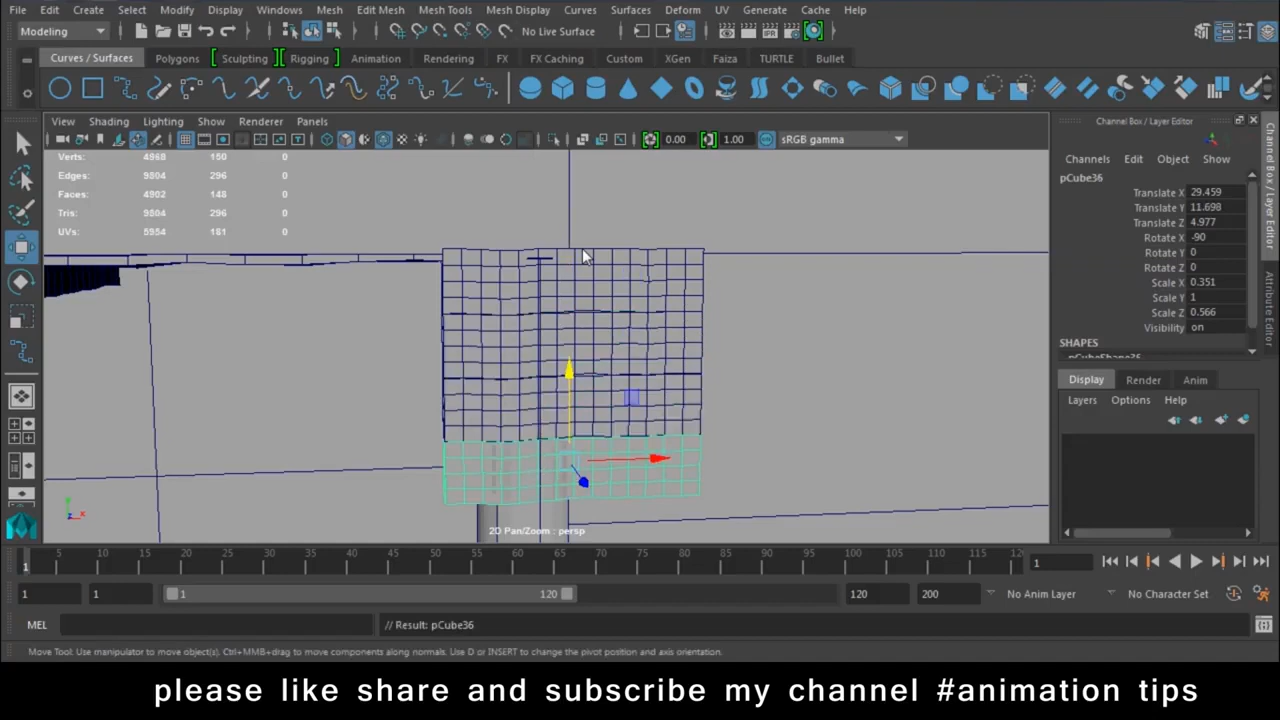 File Edit Create Select Modify Display Windows Mesh Edit Mesh Mesh Tools Mesh Display Curves Surfaces Deform UV Generate Cache Help
Modeling No Live Surface
Curves / Surfaces Polygons Sculpting Rigging Animation Rendering FX FX Caching Custom XGen Faiza TURTLE Bullet
View Shading Lighting Show Renderer Panels
0.00 1.00 sRGB gamma
Verts: 4968 150 0
Edges: 9804 296 0
Faces: 4902 148 0
Tris: 9804 296 0
UVs: 5954 181 0
2D Pan/Zoom : persp
Channel Box / Layer Editor
Channels Edit Object Show
pCube36
Translate X 29.459
Translate Y 11.698
Translate Z 4.977
Rotate X -90
Rotate Y 0
Rotate Z 0
Scale X 0.351
Scale Y 1
Scale Z 0.566
Visibility on
SHAPES
pCubeShape36
Display Render Anim
Layers Options Help
Channel Box / Layer Editor
Attribute Editor
5 10 15 20 25 30 35 40 45 50 55 60 65 70 75 80 85 90 95 100 105 110 115 12
1 1
1 1 1 120 120 200 No Anim Layer No Character Set
MEL // Result: pCube36
Move Tool: Use manipulator to move object(s). Ctrl+MMB+drag to move components along normals. Use D or INSERT to change the pivot position and axis orientation.
please like share and subscribe my channel #animation tips